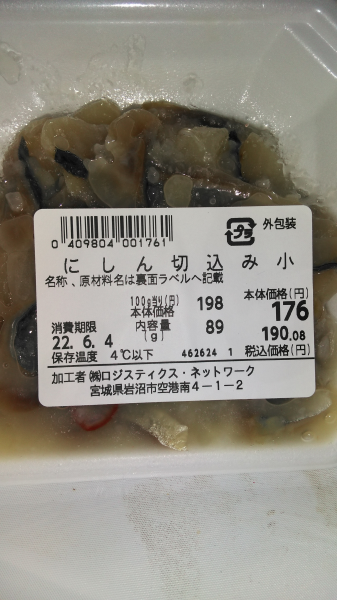 0 409804 001761
プラ
外包装
にしん切込み小
名称、原材料名は裏面ラベルへ記載
100g当り(円)
本体価格 198
本体価格(円)
176
消費期限
22. 6. 4
内容量(g) 89
190.08
保存温度 4℃以下
462624 1 税込価格(円)
加工者 ㈱ロジスティクス・ネットワーク
宮城県岩沼市空港南4-1-2